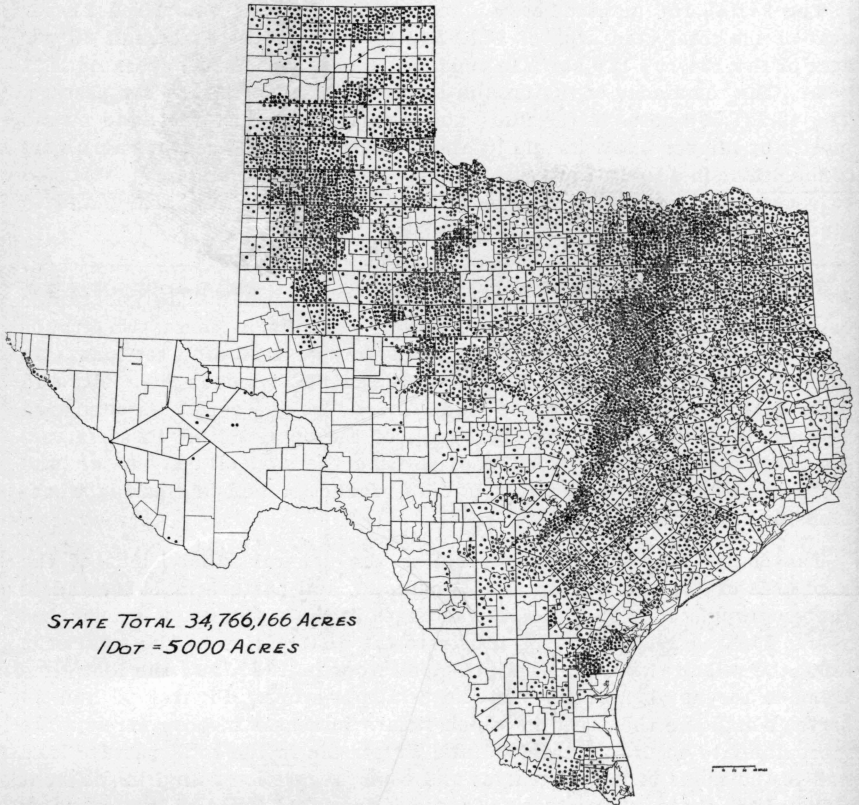 STATE TOTAL 34,766,166 ACRES
1 DOT = 5000 ACRES